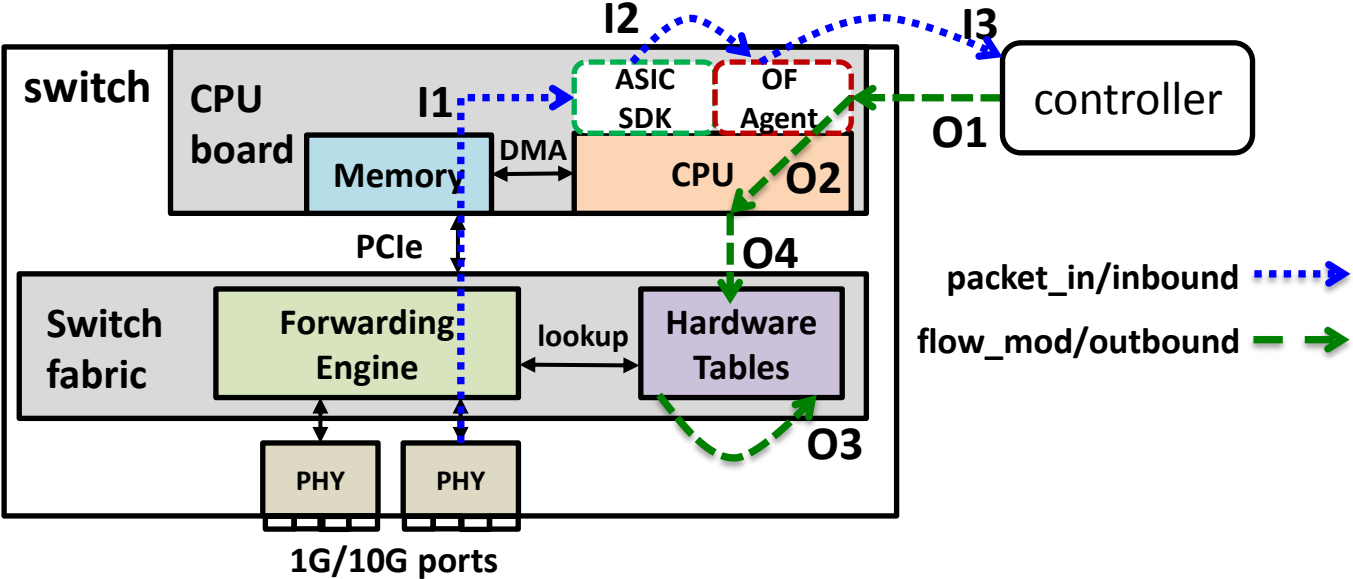 I2
I3
switch
CPU
board
I1
ASIC
SDK
OF
Agent
controller
O1
Memory
DMA
CPU
O2
PCIe
O4
packet_in/inbound
Switch
fabric
Forwarding
Engine
lookup
Hardware
Tables
flow_mod/outbound
O3
PHY
PHY
1G/10G ports